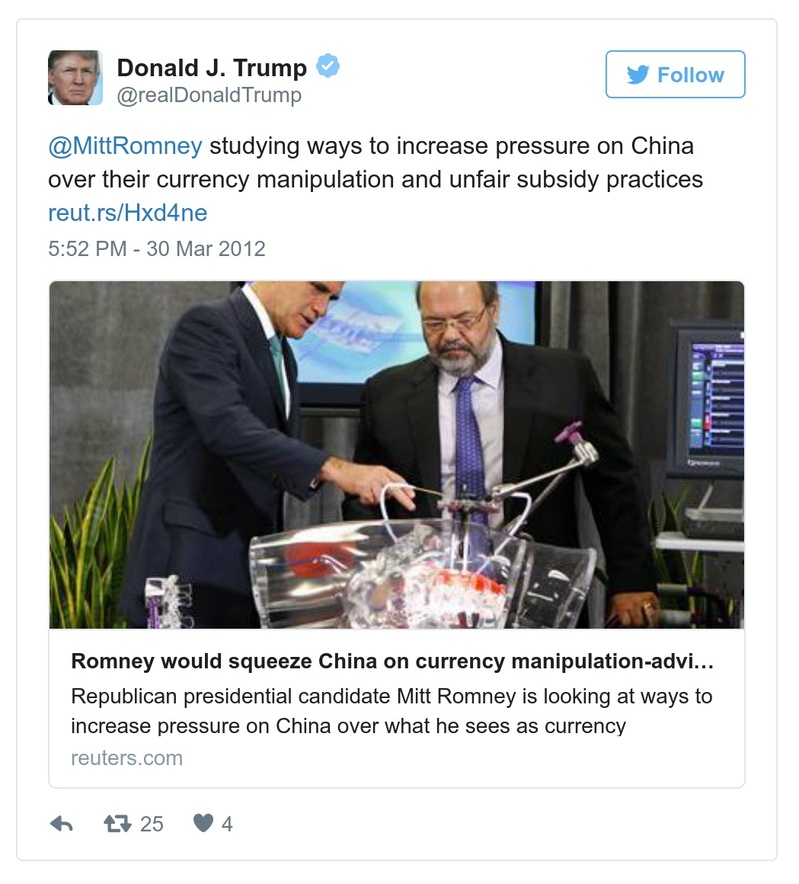 Donald J. Trump
@realDonaldTrump
Follow
@MittRomney studying ways to increase pressure on China
over their currency manipulation and unfair subsidy practices
reut.rs/Hxd4ne
5:52 PM - 30 Mar 2012
Romney would squeeze China on currency manipulation-advi…
Republican presidential candidate Mitt Romney is looking at ways to
increase pressure on China over what he sees as currency
reuters.com
25
4